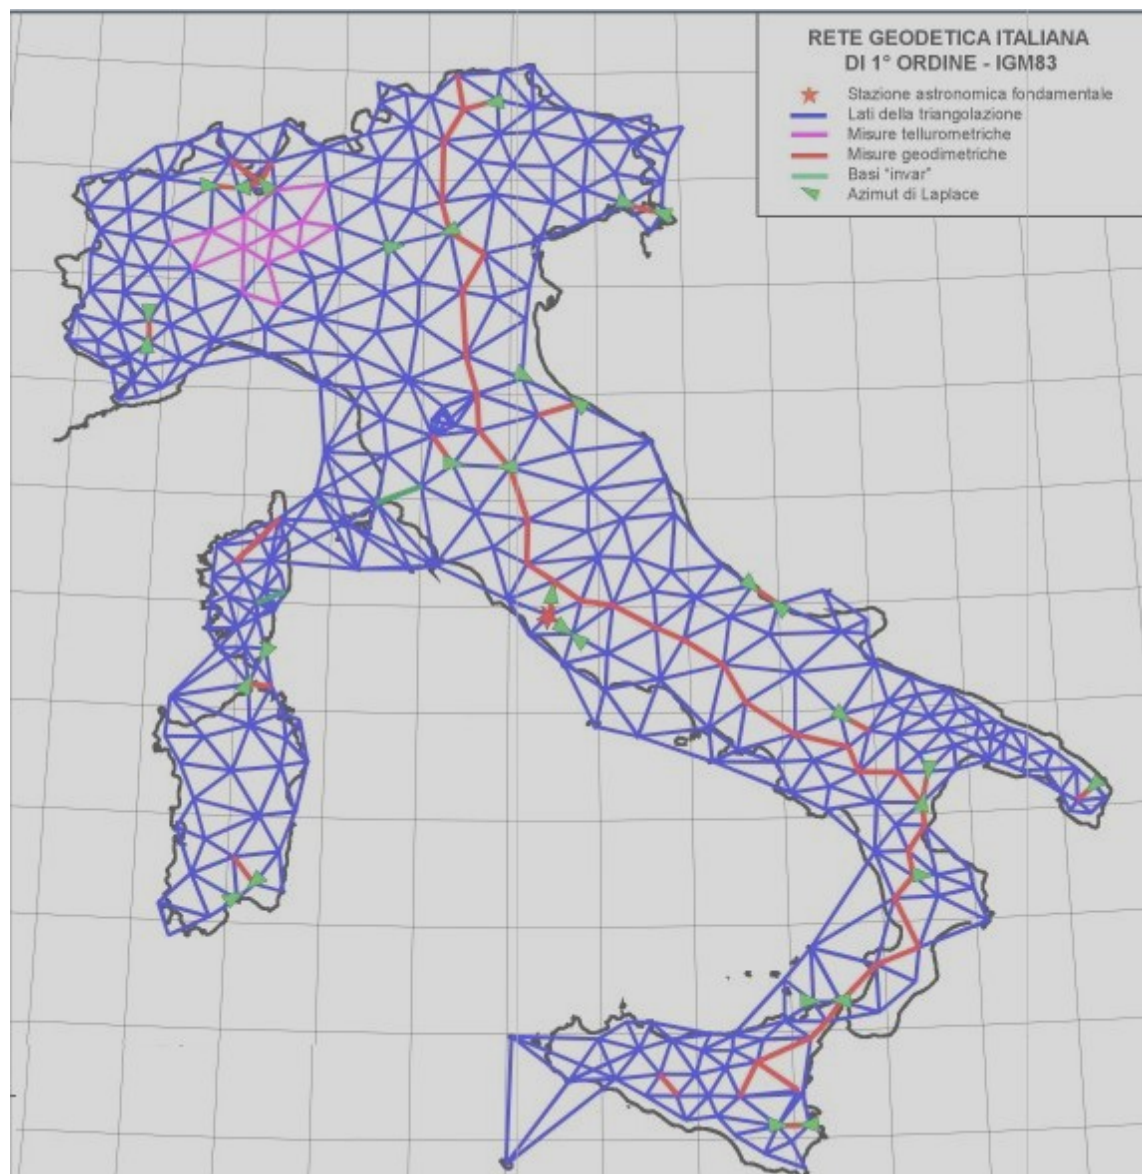 RETE GEODETICA ITALIANA
DI 1° ORDINE - IGM83
Stazione astronomica fondamentale
Lati della triangolazione
Misure tellurometriche
Misure geodimetriche
Basi "invar"
Azimut di Laplace